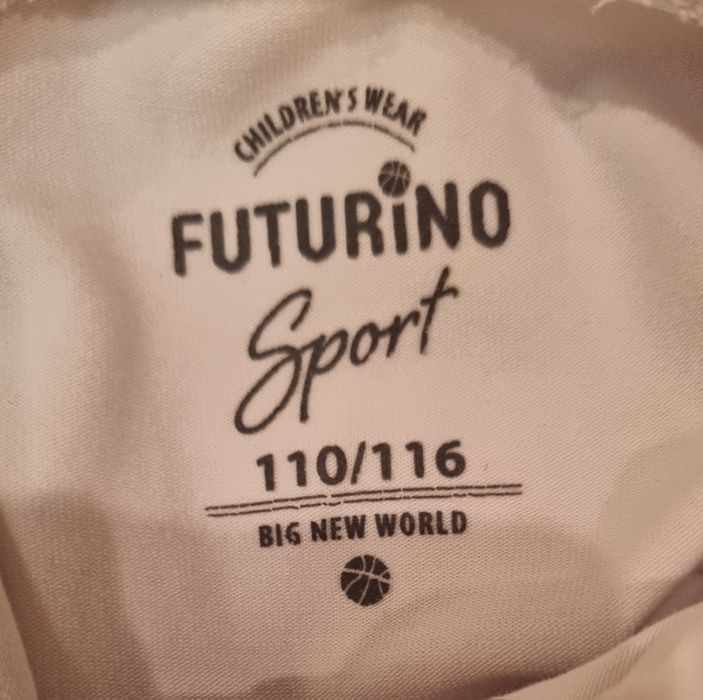 CHILDREN'S WEAR
FUTURiNO
Sport
110/116
BIG NEW WORLD